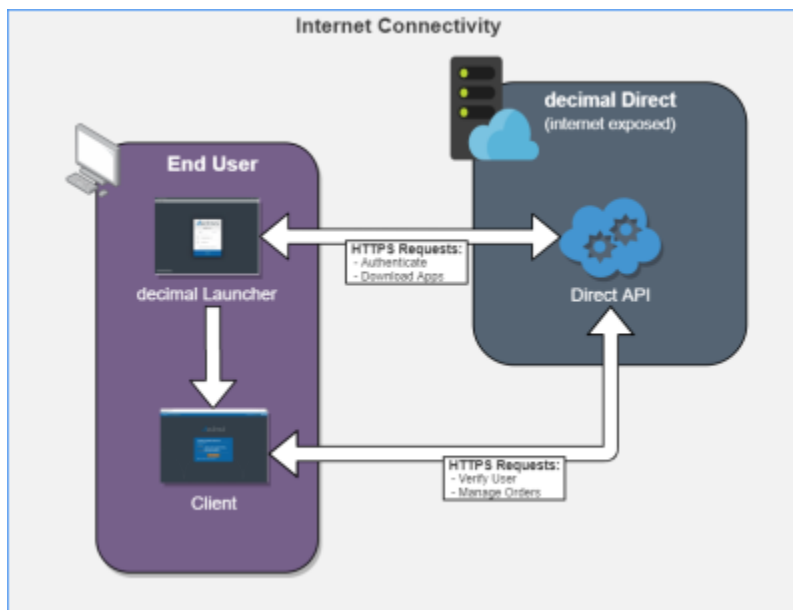 Internet Connectivity
decimal Direct
(internet exposed)
End User
HTTPS Requests:
- Authenticate
- Download Apps
decimal Launcher
Direct API
HTTPS Requests:
- Verify User
- Manage Orders
Client